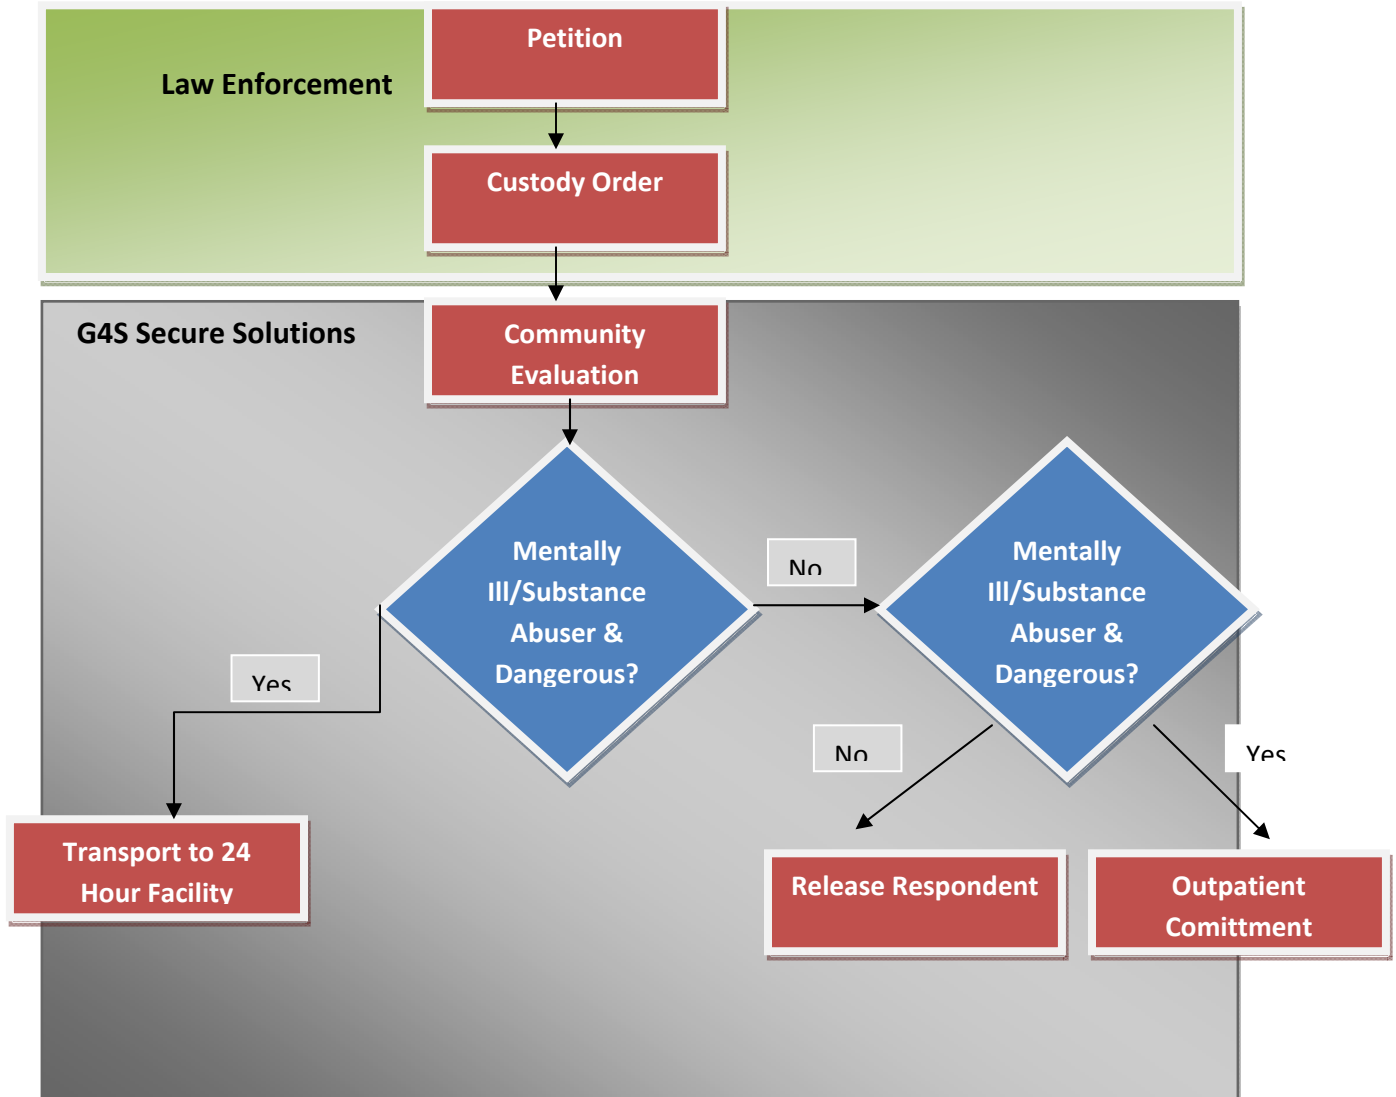 Petition
Law Enforcement
Custody Order
G4S Secure Solutions
Community
Evaluation
Mentally
Ill/Substance
Abuser &
Dangerous?
No
Mentally
Ill/Substance
Abuser &
Dangerous?
Yes
No
Yes
Transport to 24
Hour Facility
Release Respondent
Outpatient
Comittment